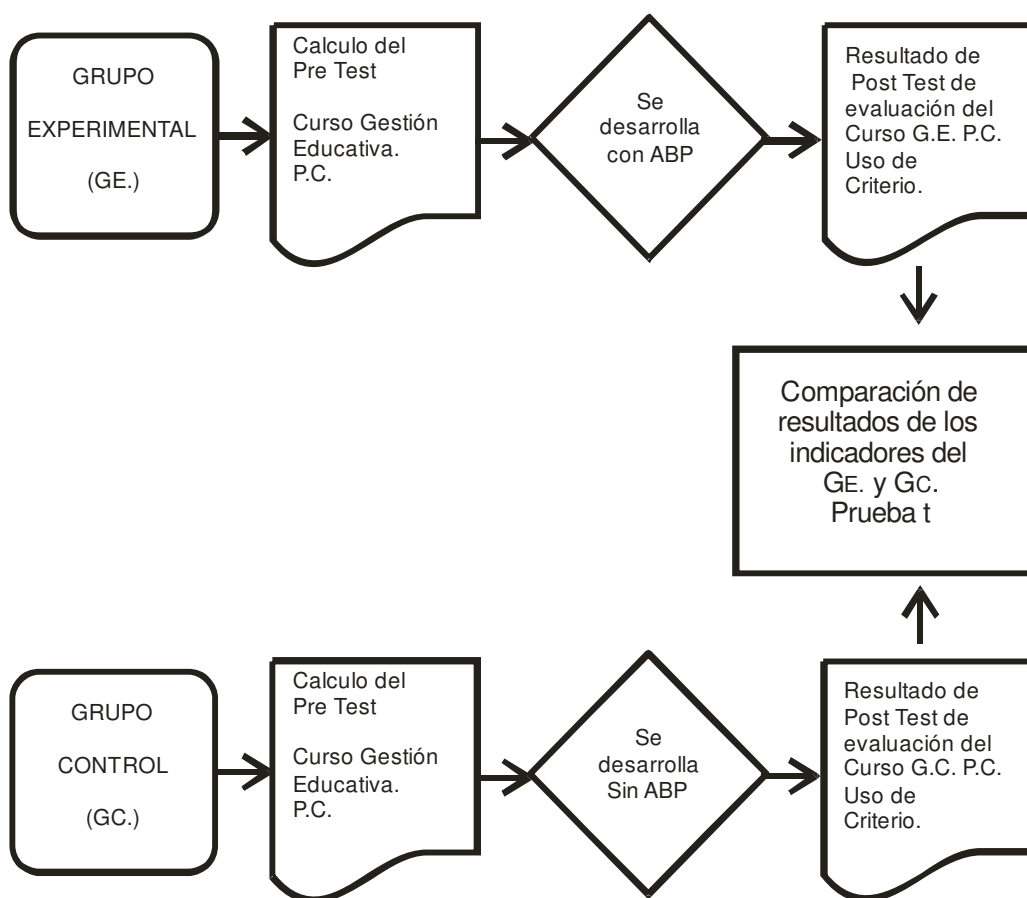 GRUPO
EXPERIMENTAL
(GE.)
Calculo del
Pre Test
Curso Gestión
Educativa.
P.C.
Se
desarrolla
con ABP
Resultado de
Post Test de
evaluación del
Curso G.E. P.C.
Uso de
Criterio.
Comparación de
resultados de los
indicadores del
GE. y GC.
Prueba t
GRUPO
CONTROL
(GC.)
Calculo del
Pre Test
Curso Gestión
Educativa.
P.C.
Se
desarrolla
Sin ABP
Resultado de
Post Test de
evaluación del
Curso G.C. P.C.
Uso de
Criterio.